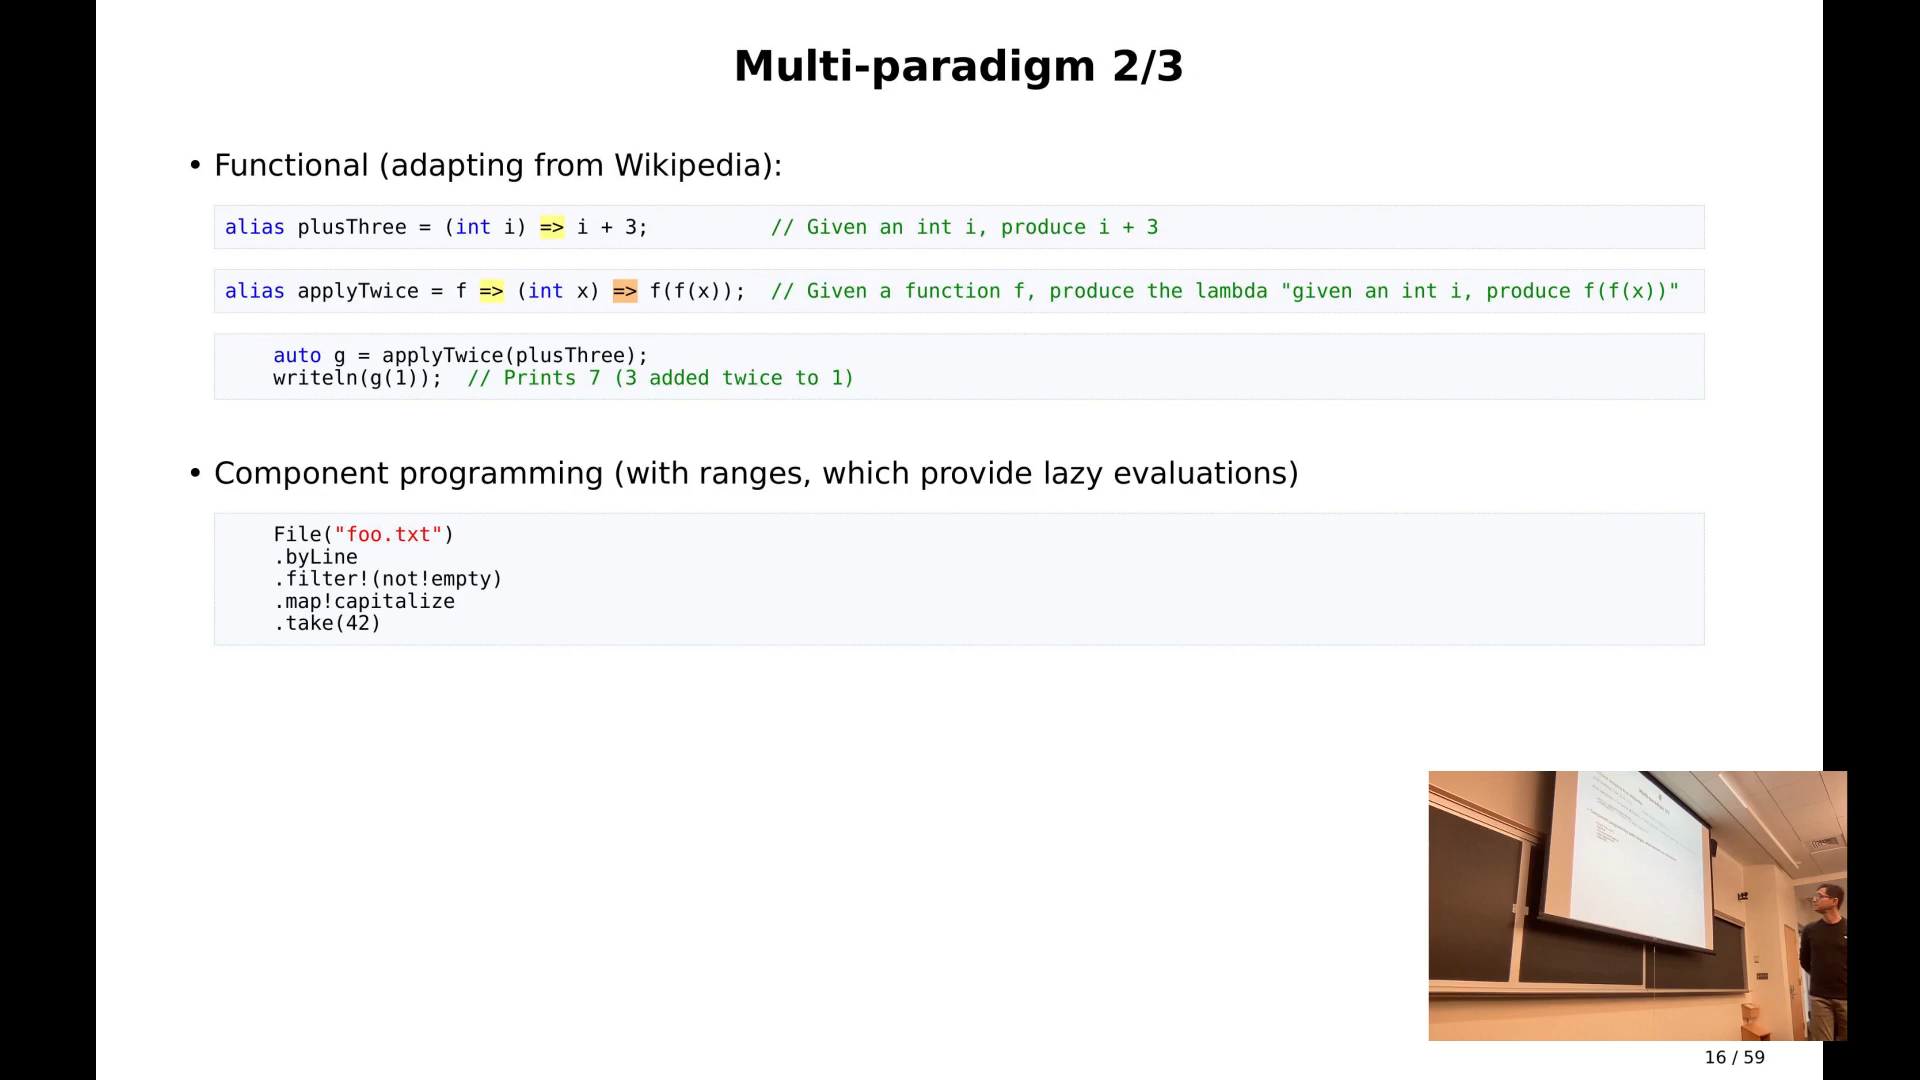 Multi-paradigm 2/3
• Functional (adapting from Wikipedia):
alias plusThree = (int i) => i + 3;          // Given an int i, produce i + 3
alias applyTwice = f => (int x) => f(f(x));  // Given a function f, produce the lambda "given an int i, produce f(f(x))"
    auto g = applyTwice(plusThree);
    writeln(g(1));  // Prints 7 (3 added twice to 1)
• Component programming (with ranges, which provide lazy evaluations)
    File("foo.txt")
    .byLine
    .filter!(not!empty)
    .map!capitalize
    .take(42)
16 / 59